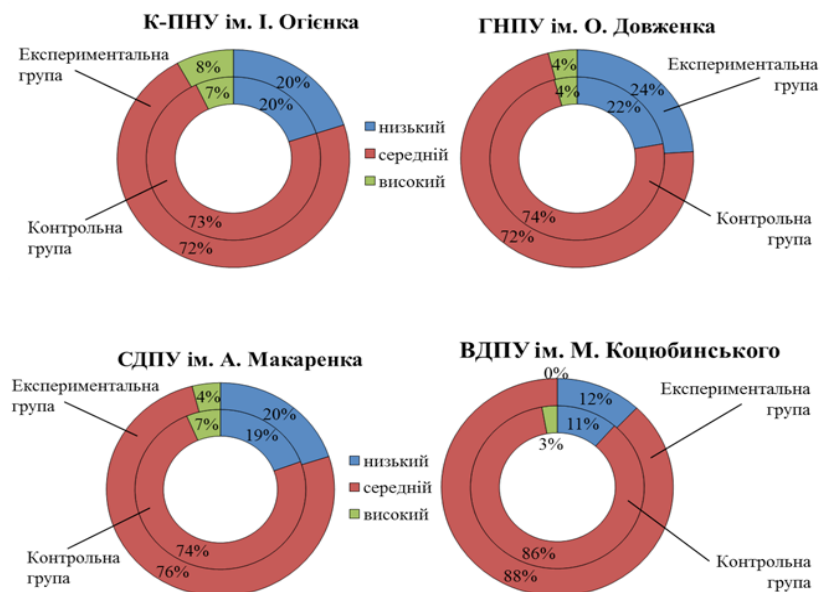 К-ПНУ ім. І. Огієнка
Експериментальна
група
8%
20%
7%
20%
73%
72%
Контрольна
група
низький
середній
високий
ГНПУ ім. О. Довженка
Експериментальна
група
4%
24%
4%
22%
74%
72%
Контрольна
група
СДПУ ім. А. Макаренка
Експериментальна
група
4%
20%
7%
19%
74%
76%
Контрольна
група
низький
середній
високий
ВДПУ ім. М. Коцюбинського
0%
Експериментальна
група
12%
11%
3%
86%
88%
Контрольна
група